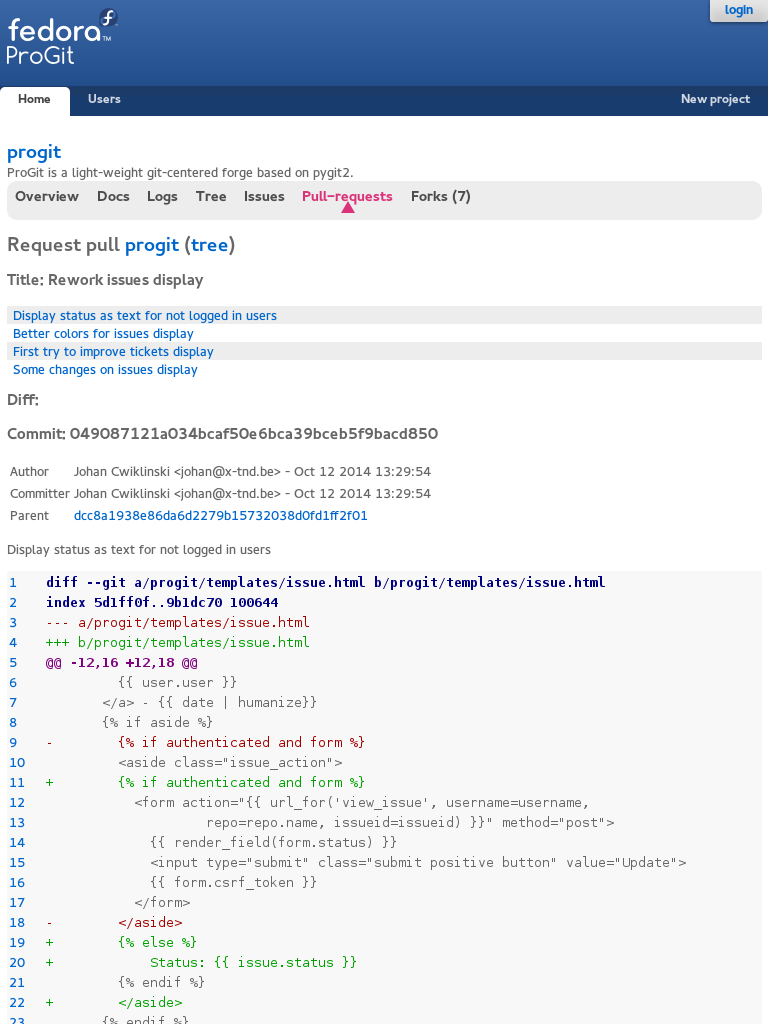 login
fedora™
ProGit
Home Users New project
progit
ProGit is a light-weight git-centered forge based on pygit2.
Overview Docs Logs Tree Issues Pull-requests Forks (7)
Request pull progit (tree)
Title: Rework issues display
Display status as text for not logged in users
Better colors for issues display
First try to improve tickets display
Some changes on issues display
Diff:
Commit: 049087121a034bcaf50e6bca39bceb5f9bacd850
Author Johan Cwiklinski <johan@x-tnd.be> - Oct 12 2014 13:29:54
Committer Johan Cwiklinski <johan@x-tnd.be> - Oct 12 2014 13:29:54
Parent dcc8a1938e86da6d2279b15732038d0fd1ff2f01
Display status as text for not logged in users
1 diff --git a/progit/templates/issue.html b/progit/templates/issue.html
2 index 5d1ff0f..9b1dc70 100644
3 --- a/progit/templates/issue.html
4 +++ b/progit/templates/issue.html
5 @@ -12,16 +12,18 @@
6          {{ user.user }}
7        </a> - {{ date | humanize}}
8        {% if aside %}
9 -        {% if authenticated and form %}
10          <aside class="issue_action">
11 +        {% if authenticated and form %}
12            <form action="{{ url_for('view_issue', username=username,
13                     repo=repo.name, issueid=issueid) }}" method="post">
14              {{ render_field(form.status) }}
15              <input type="submit" class="submit positive button" value="Update">
16              {{ form.csrf_token }}
17            </form>
18 -        </aside>
19 +        {% else %}
20 +            Status: {{ issue.status }}
21          {% endif %}
22 +        </aside>
23        {% endif %}